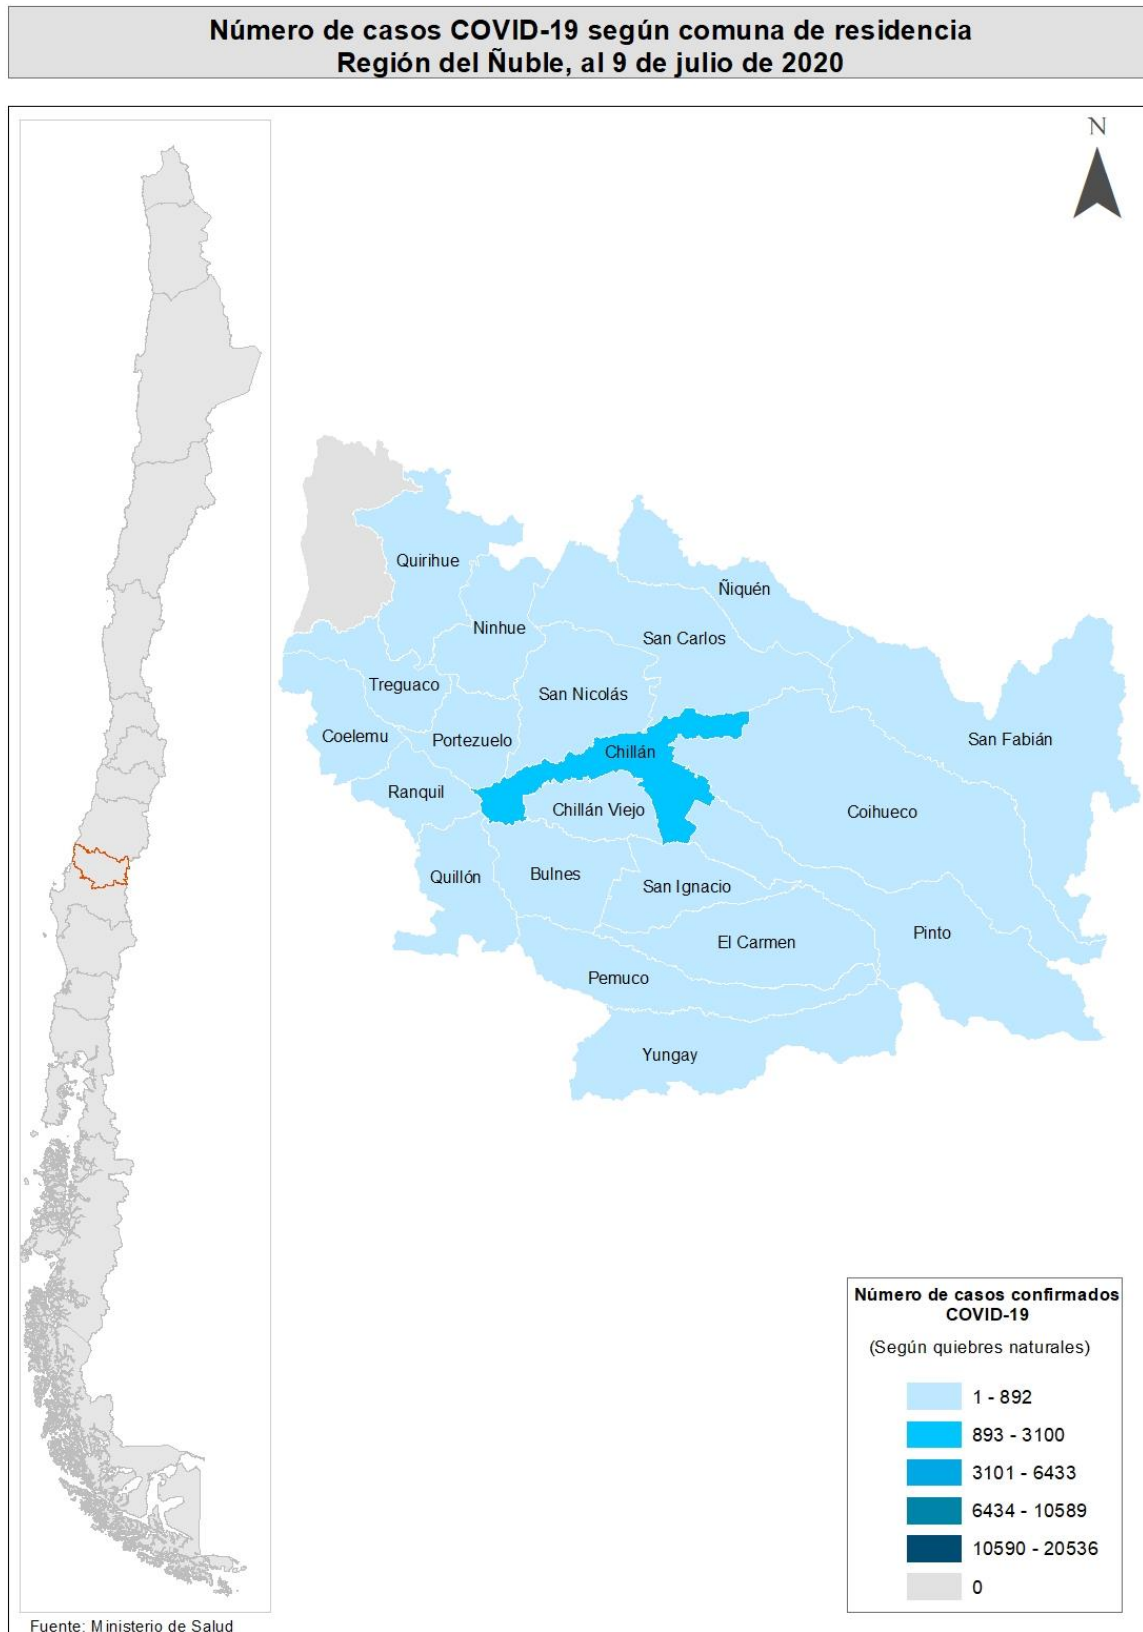 Número de casos COVID-19 según comuna de residencia
Región del Ñuble, al 9 de julio de 2020
N
Quirihue
Ñiquén
Ninhue
San Carlos
Treguaco
San Nicolás
Coelemu
Portezuelo
Chillán
San Fabián
Ranquil
Chillán Viejo
Coihueco
Quillón
Bulnes
San Ignacio
El Carmen
Pinto
Pemuco
Yungay
Número de casos confirmados
COVID-19
(Según quiebres naturales)
1 - 892
893 - 3100
3101 - 6433
6434 - 10589
10590 - 20536
0
Fuente: Ministerio de Salud